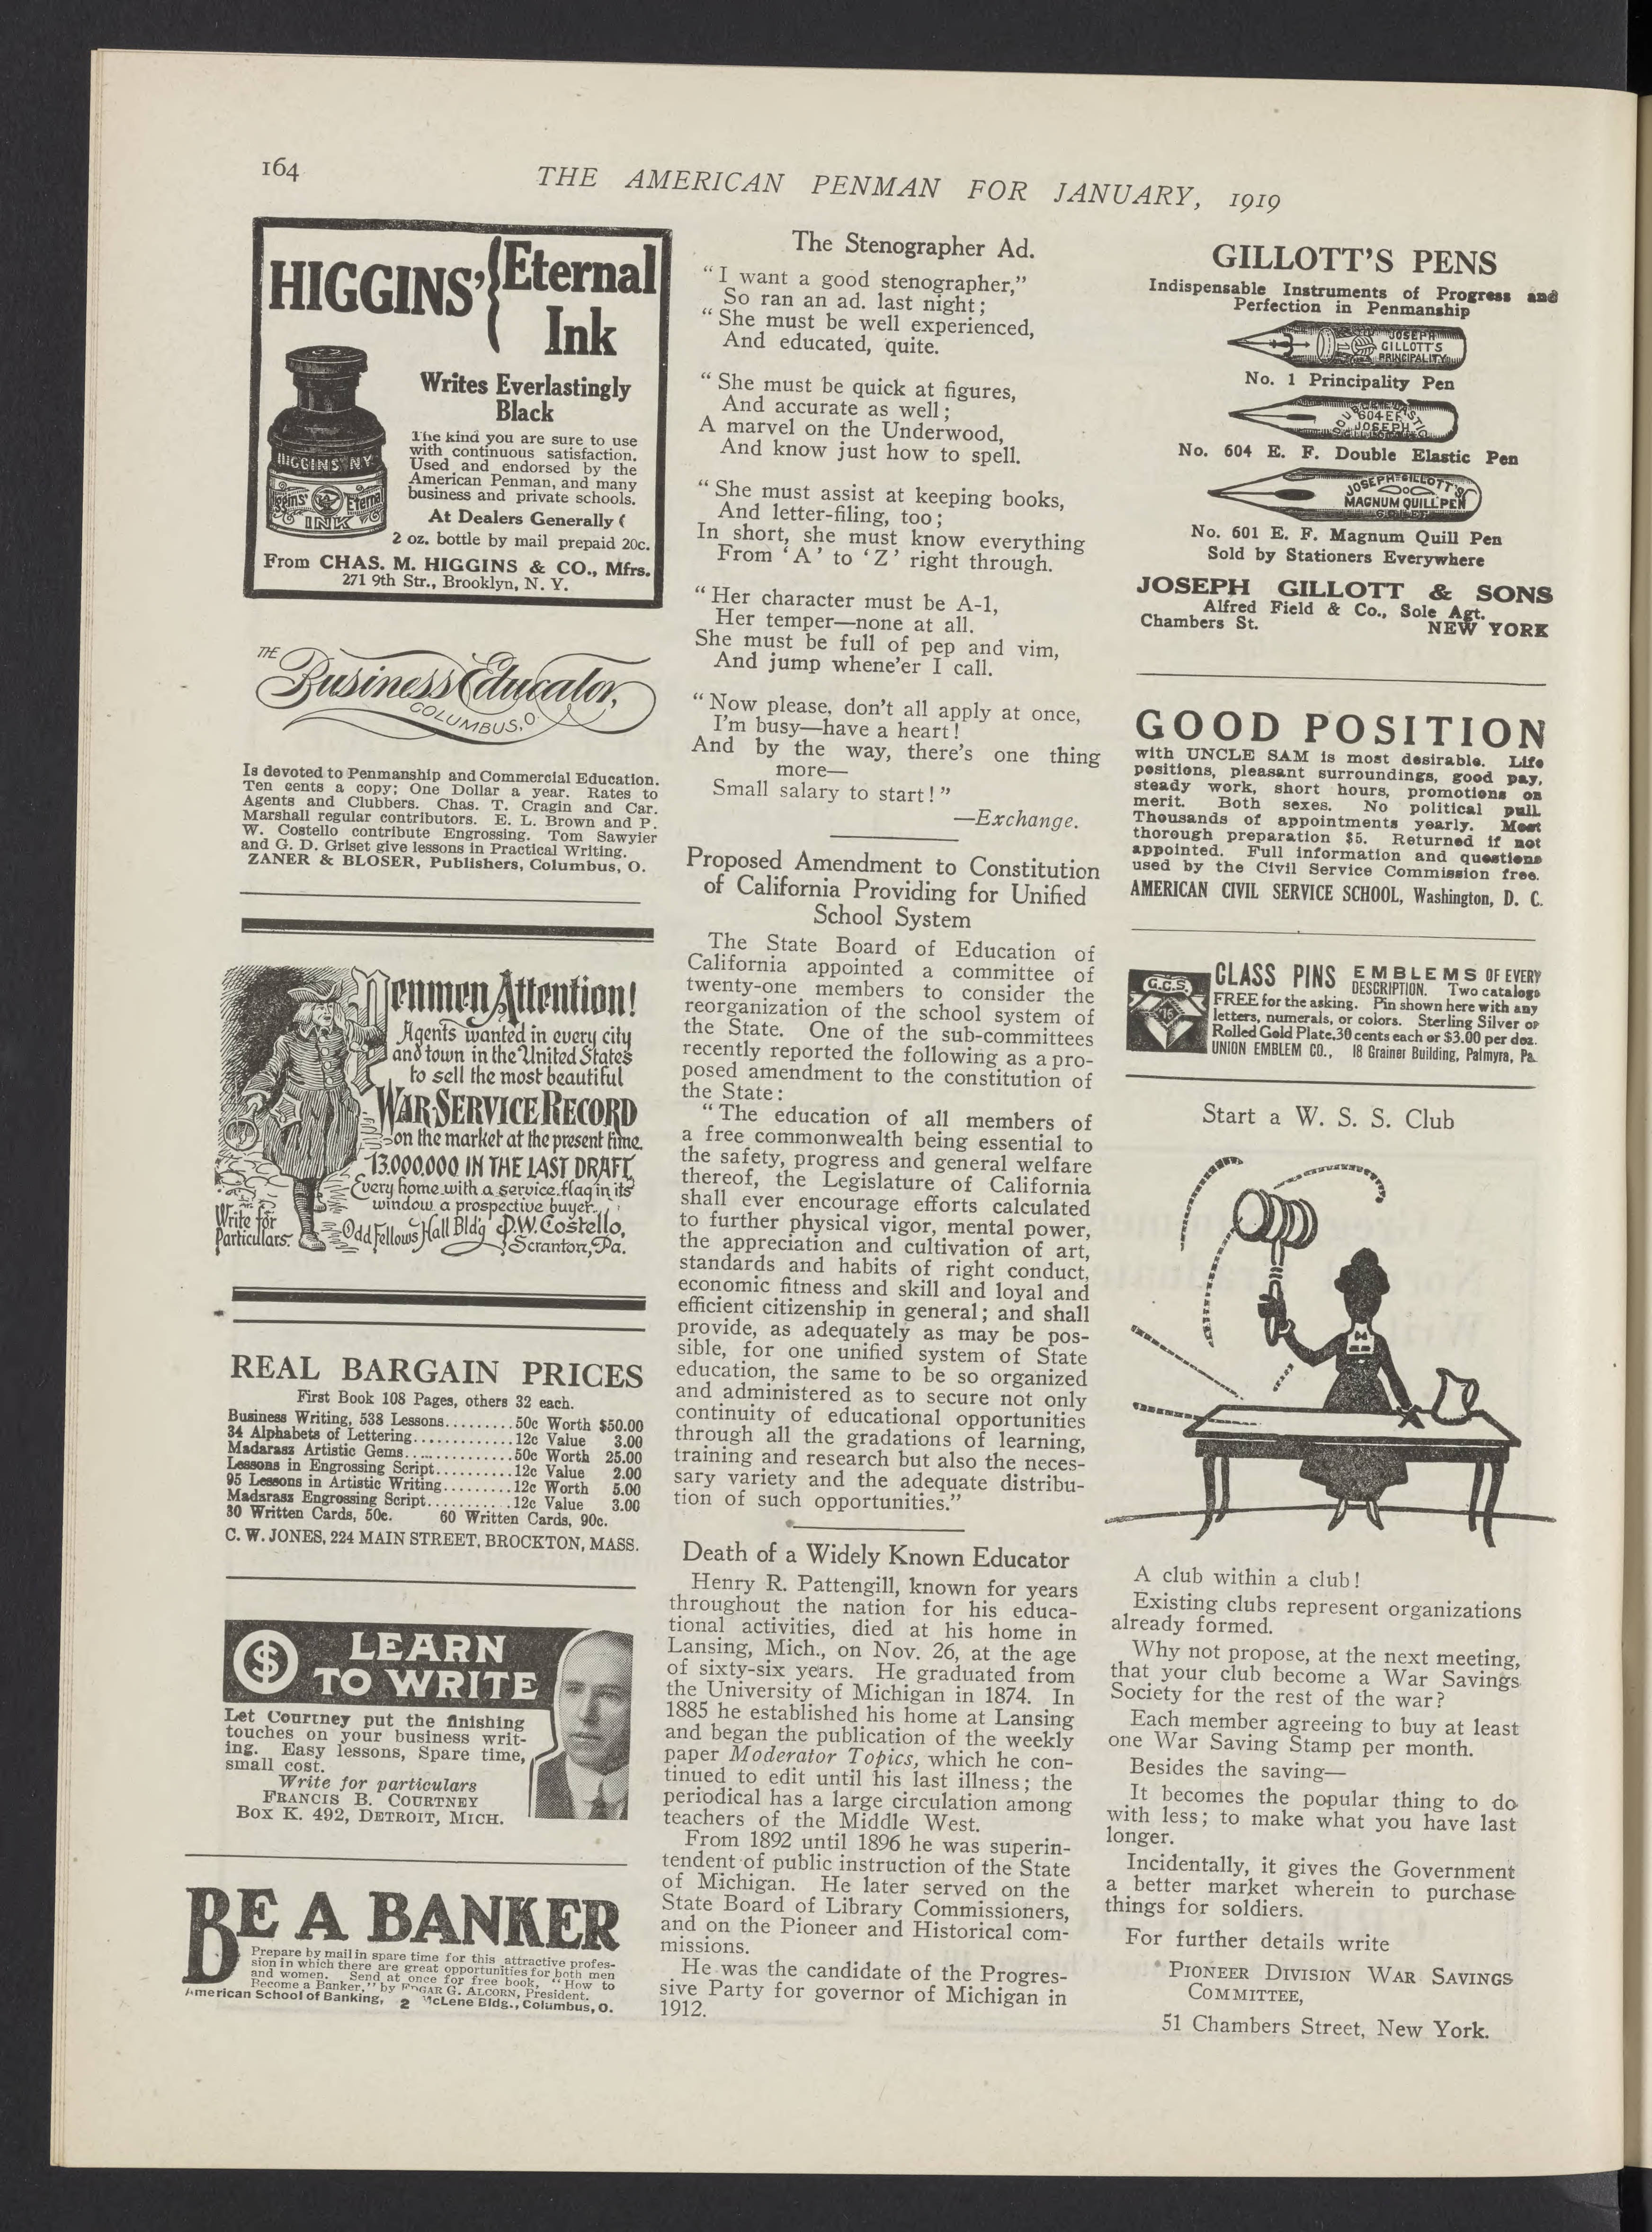 164
THE AMERICAN PENMAN FOR JANUARY, 1919
HIGGINS' { Eternal
Ink
Writes Everlastingly
Black
The kind you are sure to use
with continuous satisfaction.
Used and endorsed by the
American Penman, and many
business and private schools.
At Dealers Generally
2 oz. bottle by mail prepaid 20c.
From CHAS. M. HIGGINS & CO., Mfrs.
271 9th Str., Brooklyn, N. Y.
HIGGINS' N.Y.
Higgins' Eternal
INK
THE
Business Educator,
COLUMBUS, O.
Is devoted to Penmanship and Commercial Education.
Ten cents a copy; One Dollar a year. Rates to
Agents and Clubbers. Chas. T. Cragin and Car.
Marshall regular contributors. E. L. Brown and P.
W. Costello contribute Engrossing. Tom Sawyier
and G. D. Griset give lessons in Practical Writing.
ZANER & BLOSER, Publishers, Columbus, O.
Penmen Attention!
Agents wanted in every city
and town in the United States
to sell the most beautiful
WAR-SERVICE RECORD
on the market at the present time.
13,000,000 IN THE LAST DRAFT,
Every home with a service flag in its
window a prospective buyer.
Write for
Particulars.
Odd Fellows Hall Bld'g P.W. Costello,
Scranton, Pa.
REAL BARGAIN PRICES
First Book 108 Pages, others 32 each.
Business Writing, 538 Lessons.........50c Worth $50.00
34 Alphabets of Lettering.............12c Value 3.00
Madarasz Artistic Gems..............50c Worth 25.00
Lessons in Engrossing Script..........12c Value 2.00
95 Lessons in Artistic Writing.........12c Worth 5.00
Madarasz Engrossing Script...........12c Value 3.00
30 Written Cards, 50c. 60 Written Cards, 90c.
C. W. JONES, 224 MAIN STREET, BROCKTON, MASS.
$ LEARN
TO WRITE
Let Courtney put the finishing
touches on your business writ-
ing. Easy lessons, Spare time,
small cost.
Write for particulars
FRANCIS B. COURTNEY
Box K. 492, DETROIT, MICH.
BE A BANKER
Prepare by mail in spare time for this attractive profes-
sion in which there are great opportunities for both men
and women. Send at once for free book, "How to
Become a Banker," by EDGAR G. ALCORN, President.
American School of Banking, 2 McLene Bldg., Columbus, O.
The Stenographer Ad.
"I want a good stenographer,"
So ran an ad. last night;
"She must be well experienced,
And educated, quite.
"She must be quick at figures,
And accurate as well;
A marvel on the Underwood,
And know just how to spell.
"She must assist at keeping books,
And letter-filing, too;
In short, she must know everything
From 'A' to 'Z' right through.
"Her character must be A-1,
Her temper—none at all.
She must be full of pep and vim,
And jump whene'er I call.
"Now please, don't all apply at once,
I'm busy—have a heart!
And by the way, there's one thing
more—
Small salary to start!"
—Exchange.
Proposed Amendment to Constitution
of California Providing for Unified
School System
The State Board of Education of
California appointed a committee of
twenty-one members to consider the
reorganization of the school system of
the State. One of the sub-committees
recently reported the following as a pro-
posed amendment to the constitution of
the State:
"The education of all members of
a free commonwealth being essential to
the safety, progress and general welfare
thereof, the Legislature of California
shall ever encourage efforts calculated
to further physical vigor, mental power,
the appreciation and cultivation of art,
standards and habits of right conduct,
economic fitness and skill and loyal and
efficient citizenship in general; and shall
provide, as adequately as may be pos-
sible, for one unified system of State
education, the same to be so organized
and administered as to secure not only
continuity of educational opportunities
through all the gradations of learning,
training and research but also the neces-
sary variety and the adequate distribu-
tion of such opportunities."
Death of a Widely Known Educator
Henry R. Pattengill, known for years
throughout the nation for his educa-
tional activities, died at his home in
Lansing, Mich., on Nov. 26, at the age
of sixty-six years. He graduated from
the University of Michigan in 1874. In
1885 he established his home at Lansing
and began the publication of the weekly
paper Moderator Topics, which he con-
tinued to edit until his last illness; the
periodical has a large circulation among
teachers of the Middle West.
From 1892 until 1896 he was superin-
tendent of public instruction of the State
of Michigan. He later served on the
State Board of Library Commissioners,
and on the Pioneer and Historical com-
missions.
He was the candidate of the Progres-
sive Party for governor of Michigan in
1912.
GILLOTT'S PENS
Indispensable Instruments of Progress and
Perfection in Penmanship
JOSEPH
GILLOTT'S
PRINCIPALITY
No. 1 Principality Pen
604 E.F.
JOSEPH
No. 604 E. F. Double Elastic Pen
JOSEPH GILLOTT'S
MAGNUM QUILL PEN
No. 601 E. F. Magnum Quill Pen
Sold by Stationers Everywhere
JOSEPH GILLOTT & SONS
Alfred Field & Co., Sole Agt.
Chambers St. NEW YORK
GOOD POSITION
with UNCLE SAM is most desirable. Life
positions, pleasant surroundings, good pay,
steady work, short hours, promotions on
merit. Both sexes. No political pull.
Thousands of appointments yearly. Most
thorough preparation $5. Returned if not
appointed. Full information and questions
used by the Civil Service Commission free.
AMERICAN CIVIL SERVICE SCHOOL, Washington, D. C.
G.C.S.
CLASS PINS EMBLEMS OF EVERY
DESCRIPTION. Two catalogs
FREE for the asking. Pin shown here with any
letters, numerals, or colors. Sterling Silver or
Rolled Gold Plate, 30 cents each or $3.00 per doz.
UNION EMBLEM CO., 18 Grainer Building, Palmyra, Pa.
Start a W. S. S. Club
A club within a club!
Existing clubs represent organizations
already formed.
Why not propose, at the next meeting,
that your club become a War Savings
Society for the rest of the war?
Each member agreeing to buy at least
one War Saving Stamp per month.
Besides the saving—
It becomes the popular thing to do
with less; to make what you have last
longer.
Incidentally, it gives the Government
a better market wherein to purchase
things for soldiers.
For further details write
PIONEER DIVISION WAR SAVINGS
COMMITTEE,
51 Chambers Street, New York.